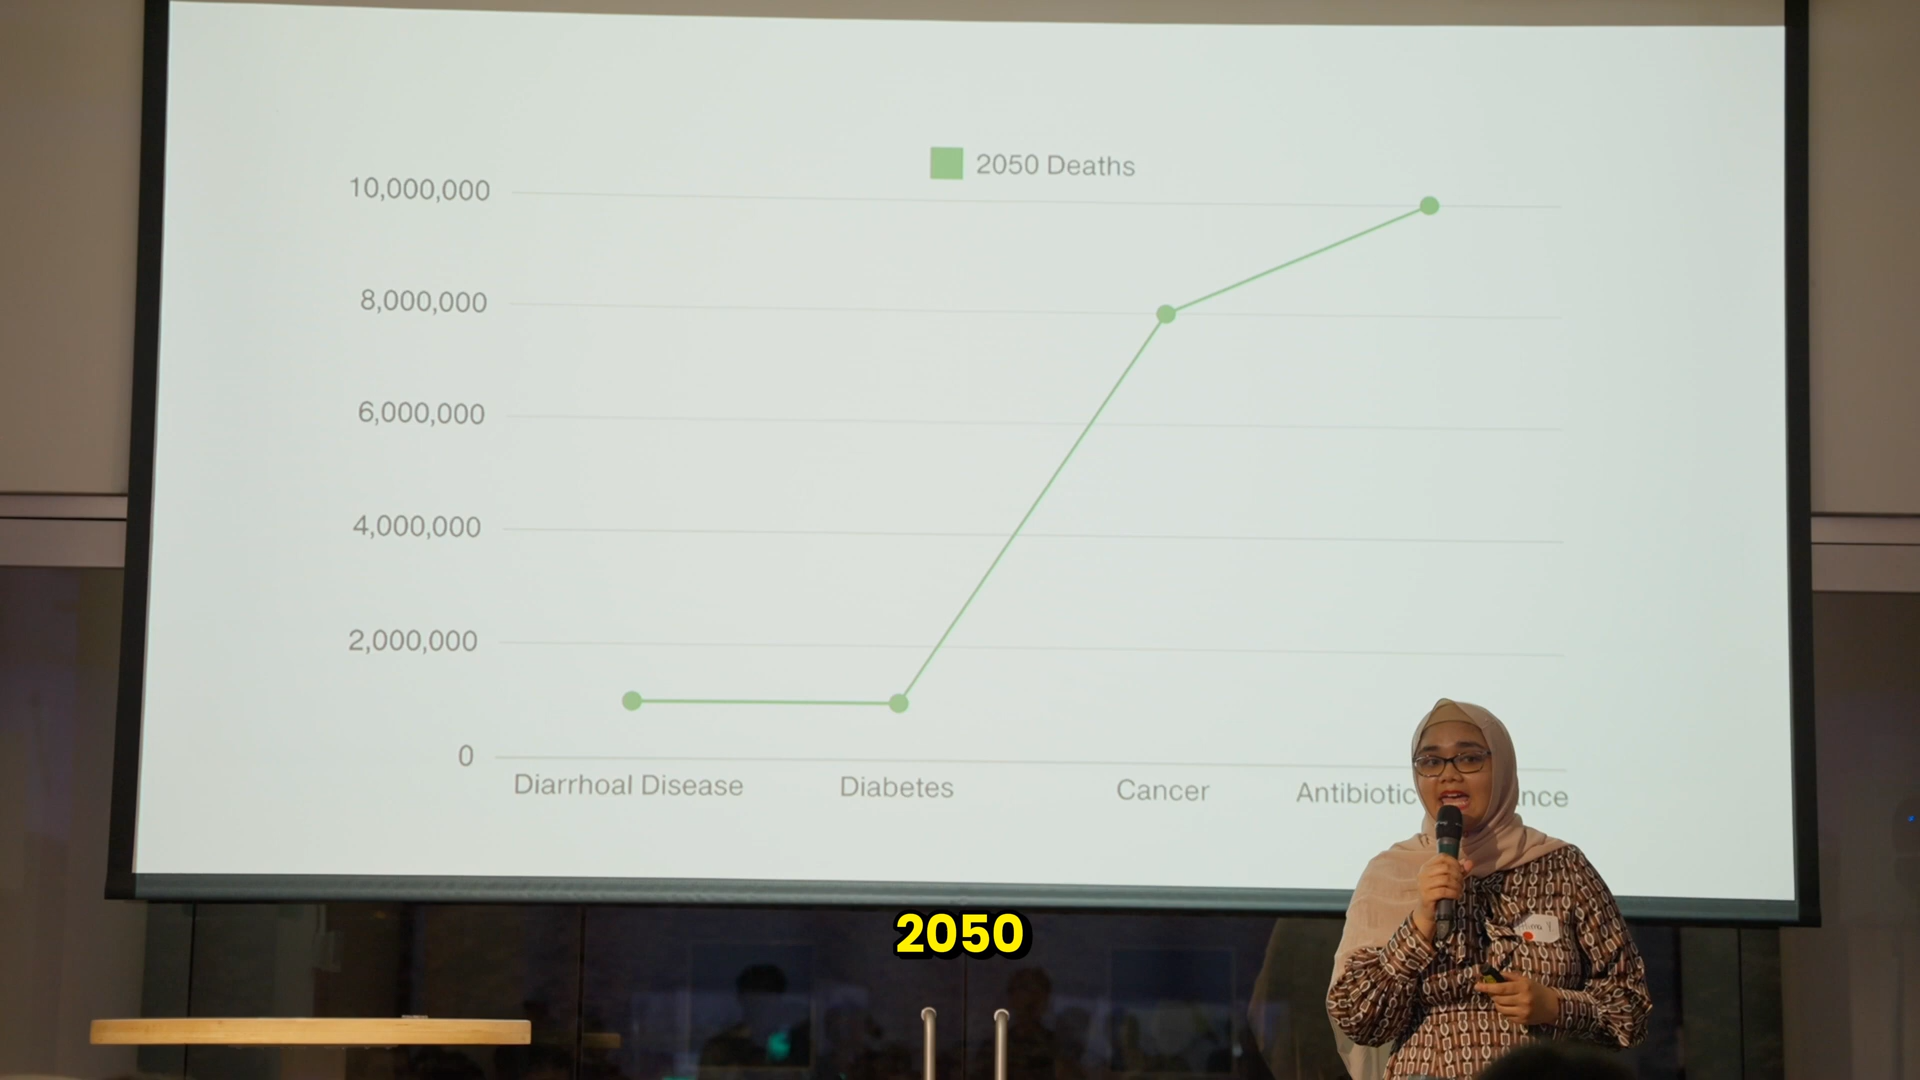 2050 Deaths
10,000,000
8,000,000
6,000,000
4,000,000
2,000,000
0
Diarrhoal Disease
Diabetes
Cancer
Antibiotic
2050